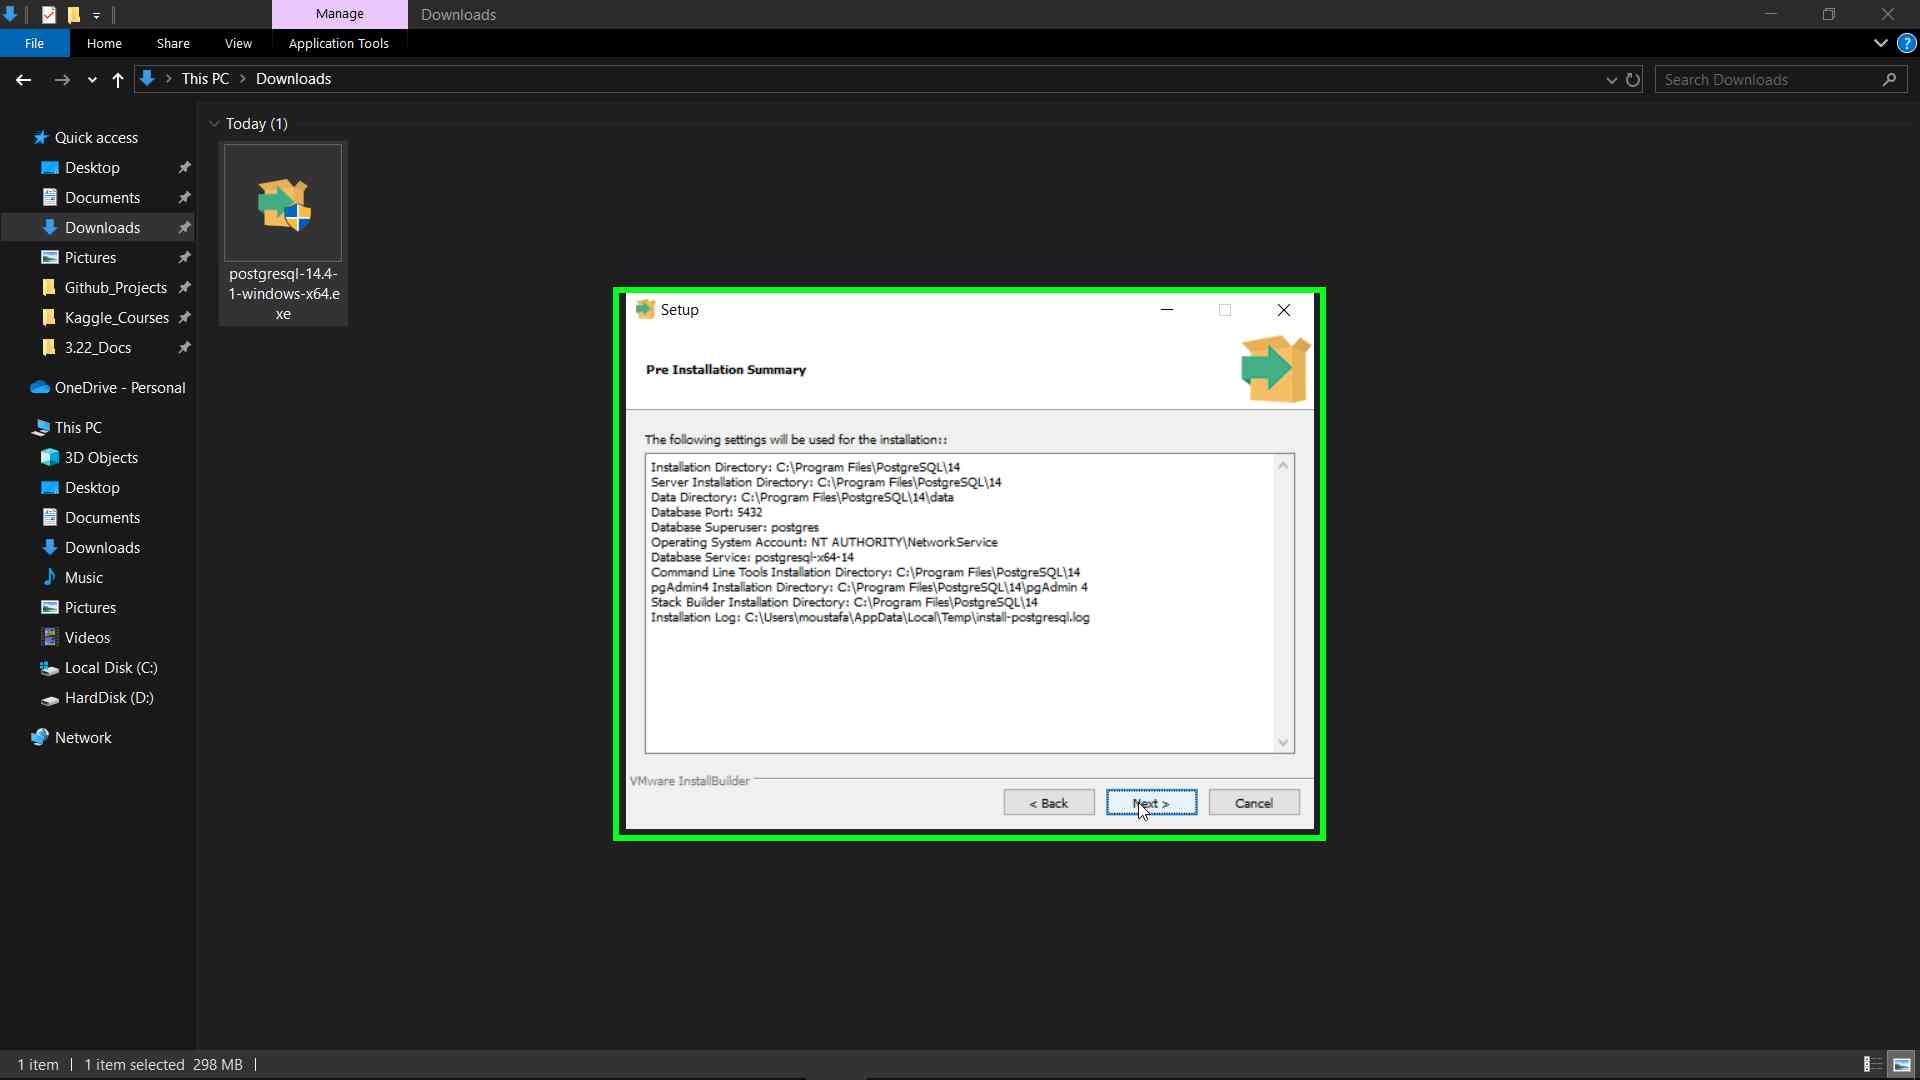 Manage
Downloads
File
Home
Share
View
Application Tools
?
This PC
Downloads
Search Downloads
Today (1)
Quick access
Desktop
Documents
Downloads
Pictures
Github_Projects
Kaggle_Courses
3.22_Docs
OneDrive - Personal
This PC
3D Objects
Desktop
Documents
Downloads
Music
Pictures
Videos
Local Disk (C:)
HardDisk (D:)
Network
postgresql-14.4-
1-windows-x64.e
xe
Setup
Pre Installation Summary
The following settings will be used for the installation::
Installation Directory: C:\Program Files\PostgreSQL\14
Server Installation Directory: C:\Program Files\PostgreSQL\14
Data Directory: C:\Program Files\PostgreSQL\14\data
Database Port: 5432
Database Superuser: postgres
Operating System Account: NT AUTHORITY\NetworkService
Database Service: postgresql-x64-14
Command Line Tools Installation Directory: C:\Program Files\PostgreSQL\14
pgAdmin4 Installation Directory: C:\Program Files\PostgreSQL\14\pgAdmin 4
Stack Builder Installation Directory: C:\Program Files\PostgreSQL\14
Installation Log: C:\Users\moustafa\AppData\Local\Temp\install-postgresql.log
VMware InstallBuilder
< Back
Next >
Cancel
1 item
1 item selected 298 MB